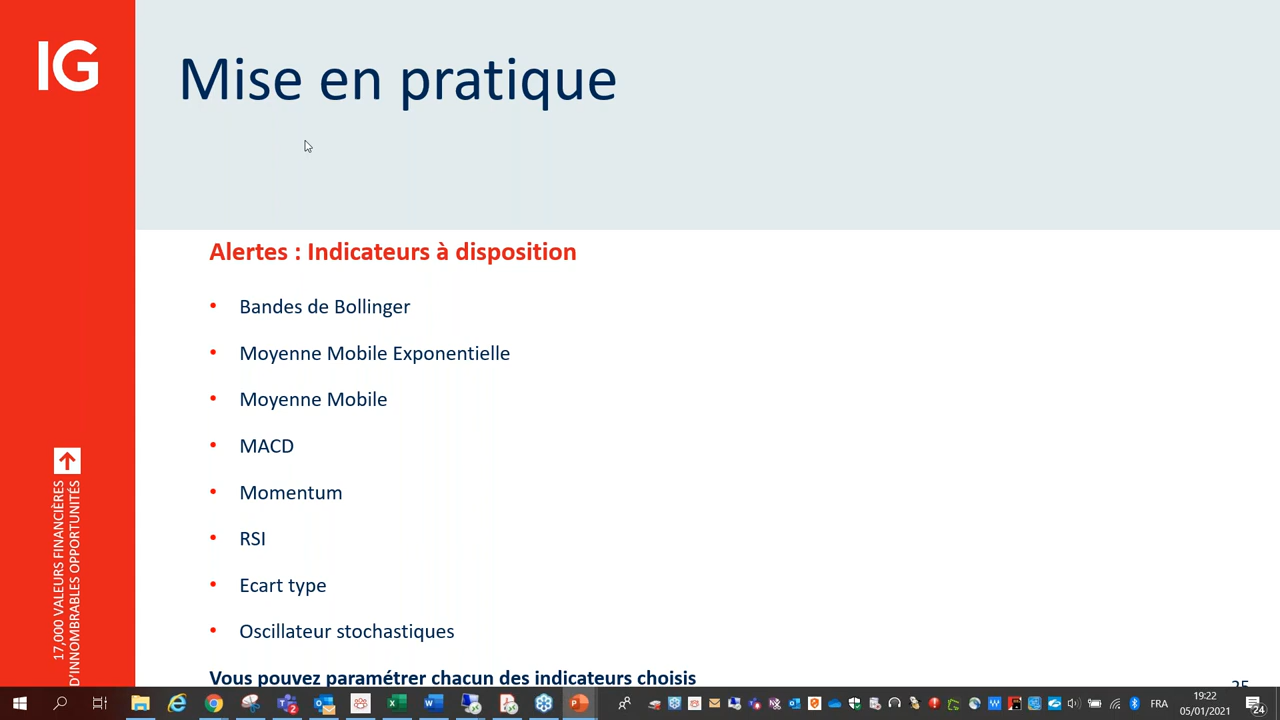 IG
Mise en pratique
Alertes : Indicateurs à disposition
• Bandes de Bollinger
• Moyenne Mobile Exponentielle
• Moyenne Mobile
• MACD
• Momentum
• RSI
• Ecart type
• Oscillateur stochastiques
Vous pouvez paramétrer chacun des indicateurs choisis
17,000 VALEURS FINANCIÈRES
D'INNOMBRABLES OPPORTUNITÉS
25
FRA
19:22
05/01/2021
24